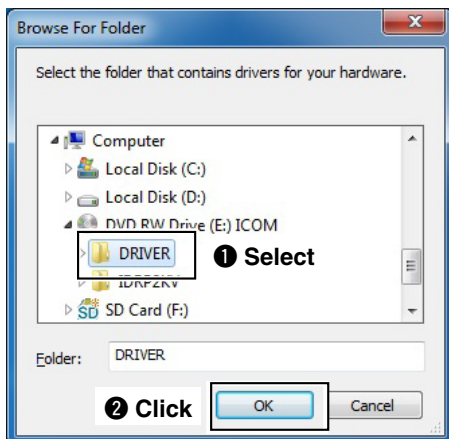 Browse For Folder
Select the folder that contains drivers for your hardware.
Computer
Local Disk (C:)
Local Disk (D:)
DVD RW Drive (E:) ICOM
DRIVER
❶ Select
IDRP2KV
SD Card (F:)
Folder: DRIVER
❷ Click OK Cancel